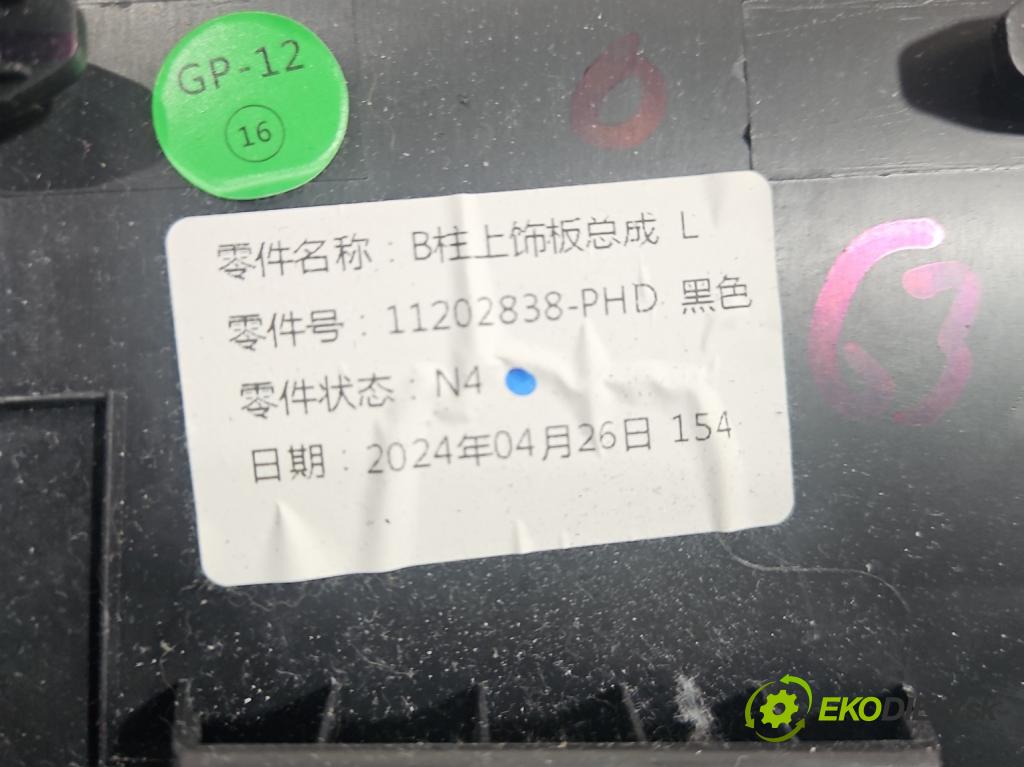 GP-12
16
零件名称：B柱上饰板总成 L
零件号：11202838-PHD 黑色
零件状态：N4
日期：2024年04月26日 154
EKODIELY.sk